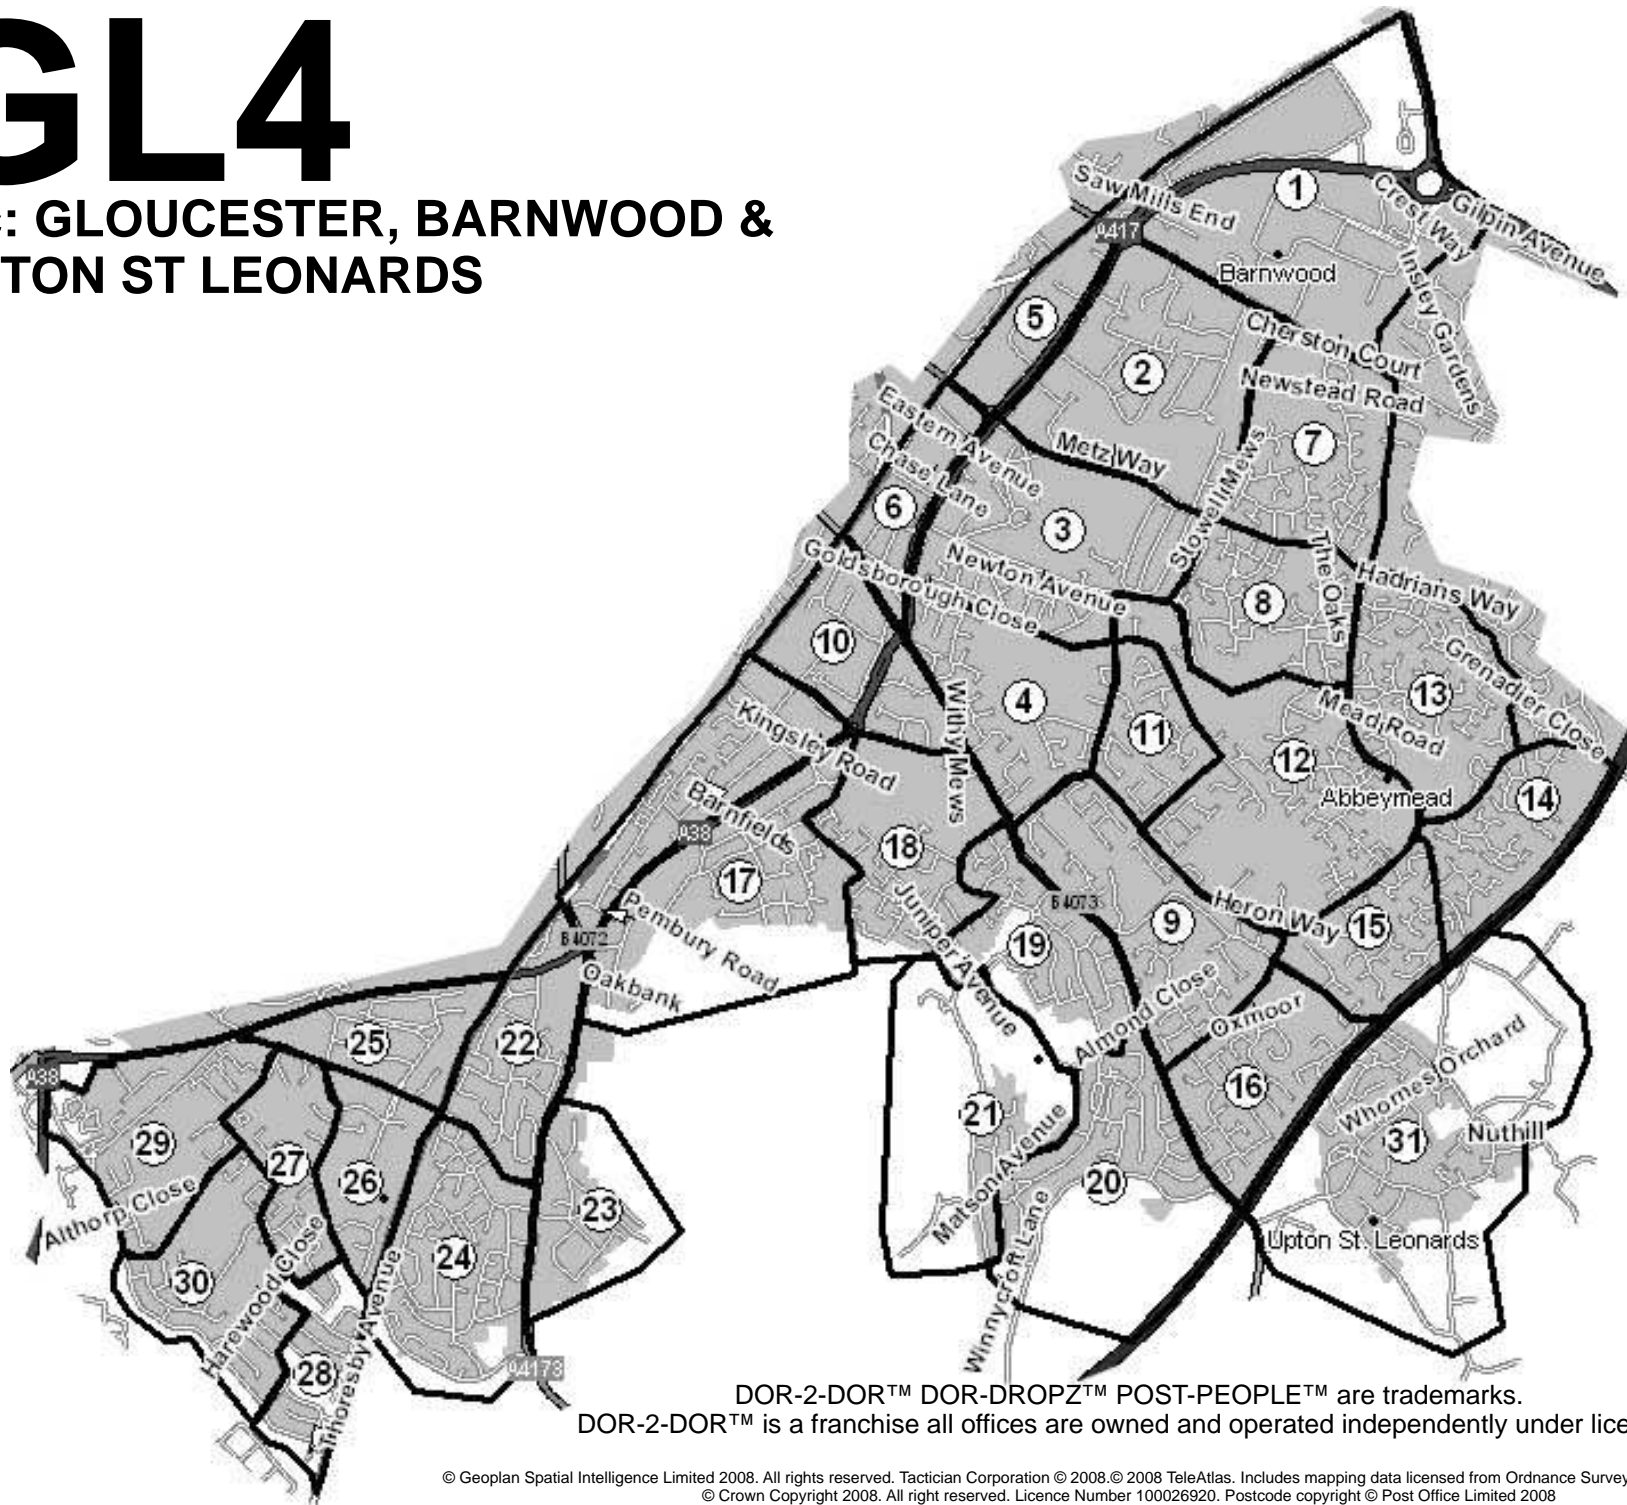 GL4
: GLOUCESTER, BARNWOOD &
TON ST LEONARDS
1
Saw Mills End
Crest Way
Gilpin Avenue
A417
Barnwood
Insley Gardens
5
2
Cherston Court
Newstead Road
Eastern Avenue
Chase Lane
Metz Way
7
Stowell Mews
6
3
The Oaks
Goldsborough Close
Newton Avenue
Hadrians Way
8
10
Grenadier Close
4
13
Withy Mews
Mead Road
Kingsley Road
11
12
14
Abbeymead
Barnfields
A38
18
17
Juniper Avenue
B4073
Heron Way
9
15
Pembury Road
B4072
19
Oakbank
Almond Close
Oxmoor
25
22
Whornes Orchard
A38
16
21
Matson Avenue
31
Nuthill
29
27
26
20
23
Althorp Close
Harewood Close
24
Upton St. Leonards
30
Winnycroft Lane
Thoresby Avenue
28
A4173
DOR-2-DOR™ DOR-DROPZ™ POST-PEOPLE™ are trademarks.
DOR-2-DOR™ is a franchise all offices are owned and operated independently under lice
© Geoplan Spatial Intelligence Limited 2008. All rights reserved. Tactician Corporation © 2008.© 2008 TeleAtlas. Includes mapping data licensed from Ordnance Survey
© Crown Copyright 2008. All right reserved. Licence Number 100026920. Postcode copyright © Post Office Limited 2008